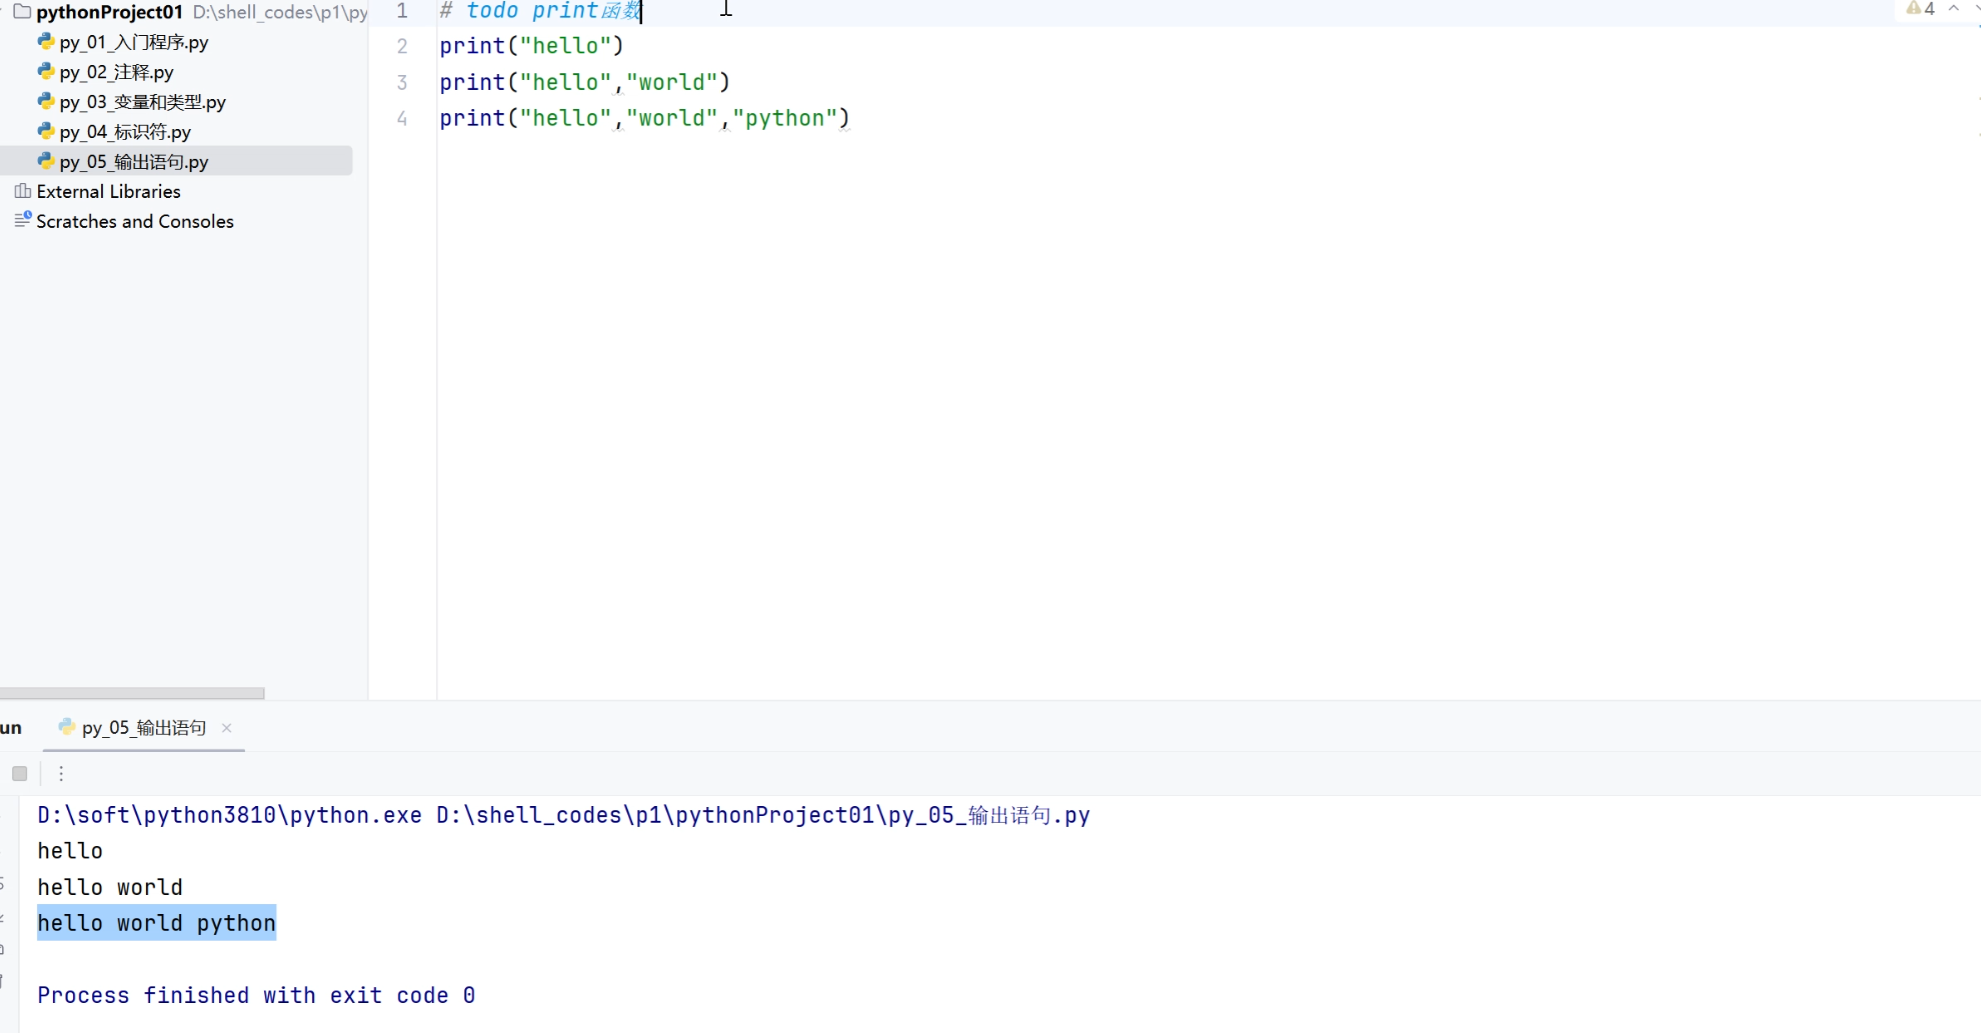 pythonProject01 D:\shell_codes\p1\py
py_01_入门程序.py
py_02_注释.py
py_03_变量和类型.py
py_04_标识符.py
py_05_输出语句.py
External Libraries
Scratches and Consoles
1 # todo print函数
2 print("hello")
3 print("hello","world")
4 print("hello","world","python")
4
un py_05_输出语句
D:\soft\python3810\python.exe D:\shell_codes\p1\pythonProject01\py_05_输出语句.py
hello
hello world
hello world python
Process finished with exit code 0